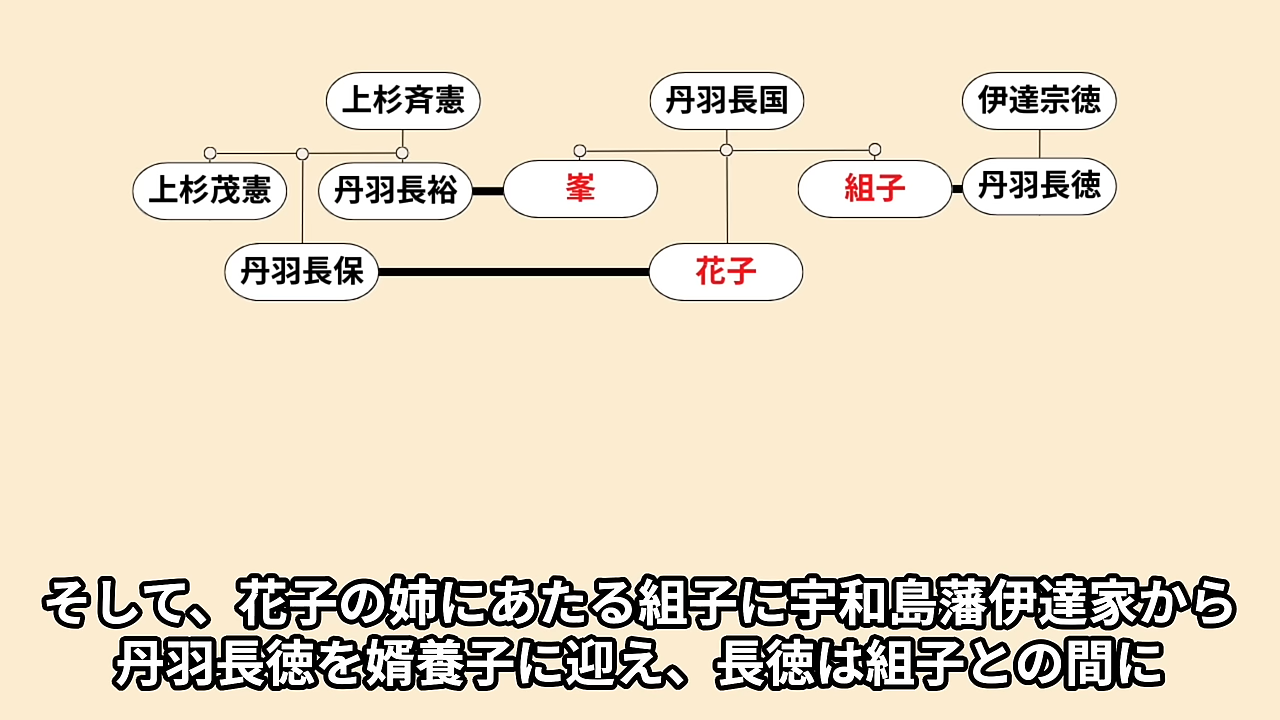 上杉斉憲
丹羽長国
伊達宗徳
上杉茂憲
丹羽長裕
峯
組子
丹羽長徳
丹羽長保
花子
そして、花子の姉にあたる組子に宇和島藩伊達家から
丹羽長徳を婿養子に迎え、長徳は組子との間に